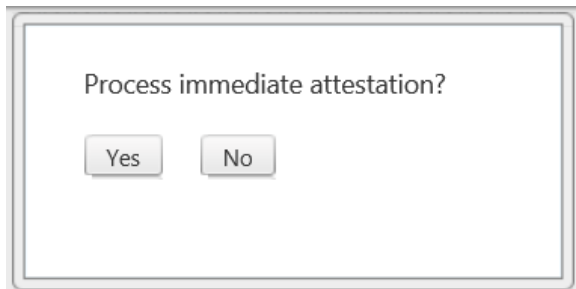 Process immediate attestation?
Yes No